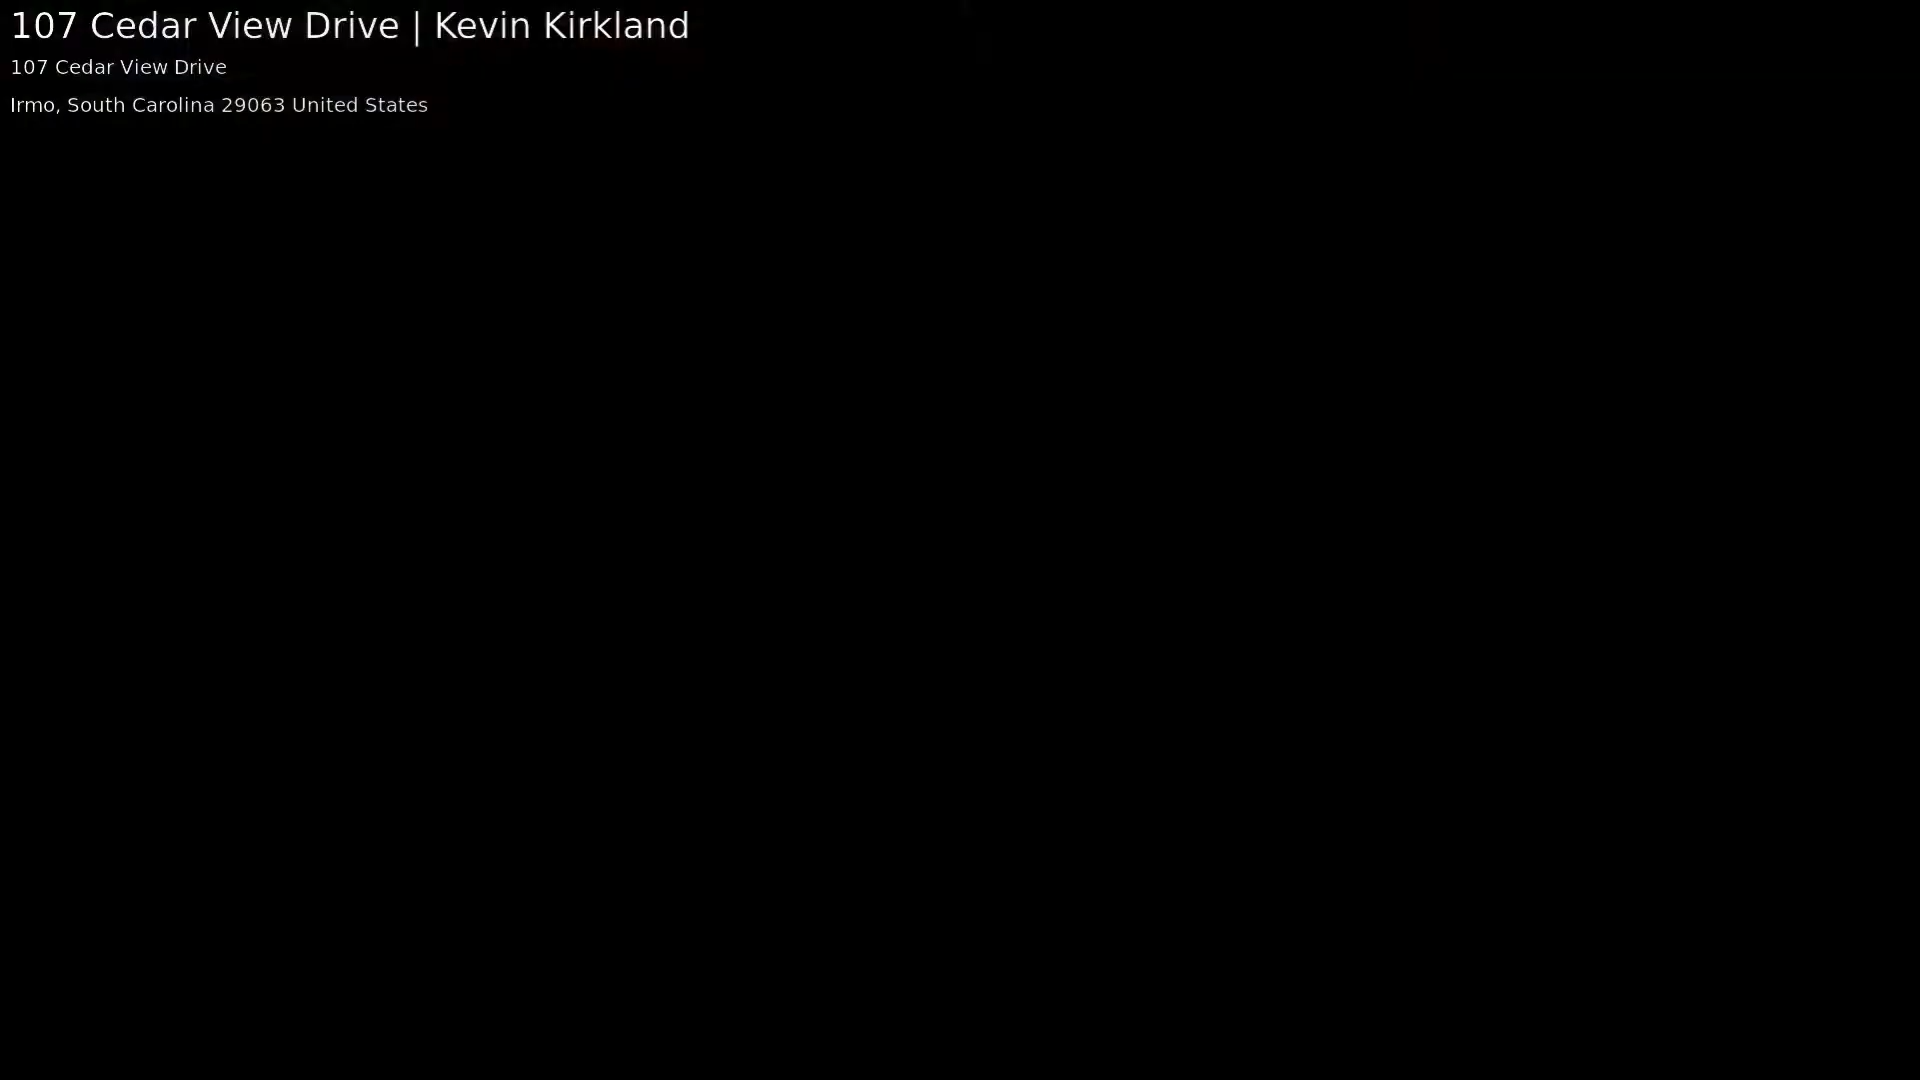 107 Cedar View Drive | Kevin Kirkland
107 Cedar View Drive
Irmo, South Carolina 29063 United States